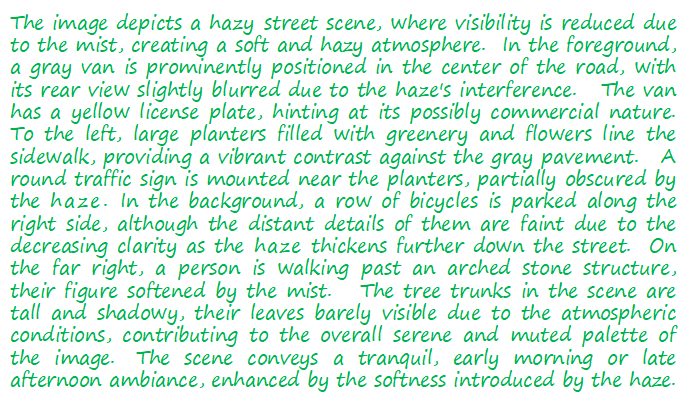 The image depicts a hazy street scene, where visibility is reduced due
to the mist, creating a soft and hazy atmosphere. In the foreground,
a gray van is prominently positioned in the center of the road, with
its rear view slightly blurred due to the haze's interference. The van
has a yellow license plate, hinting at its possibly commercial nature.
To the left, large planters filled with greenery and flowers line the
sidewalk, providing a vibrant contrast against the gray pavement. A
round traffic sign is mounted near the planters, partially obscured by
the haze. In the background, a row of bicycles is parked along the
right side, although the distant details of them are faint due to the
decreasing clarity as the haze thickens further down the street. On
the far right, a person is walking past an arched stone structure,
their figure softened by the mist. The tree trunks in the scene are
tall and shadowy, their leaves barely visible due to the atmospheric
conditions, contributing to the overall serene and muted palette of
the image. The scene conveys a tranquil, early morning or late
afternoon ambiance, enhanced by the softness introduced by the haze.